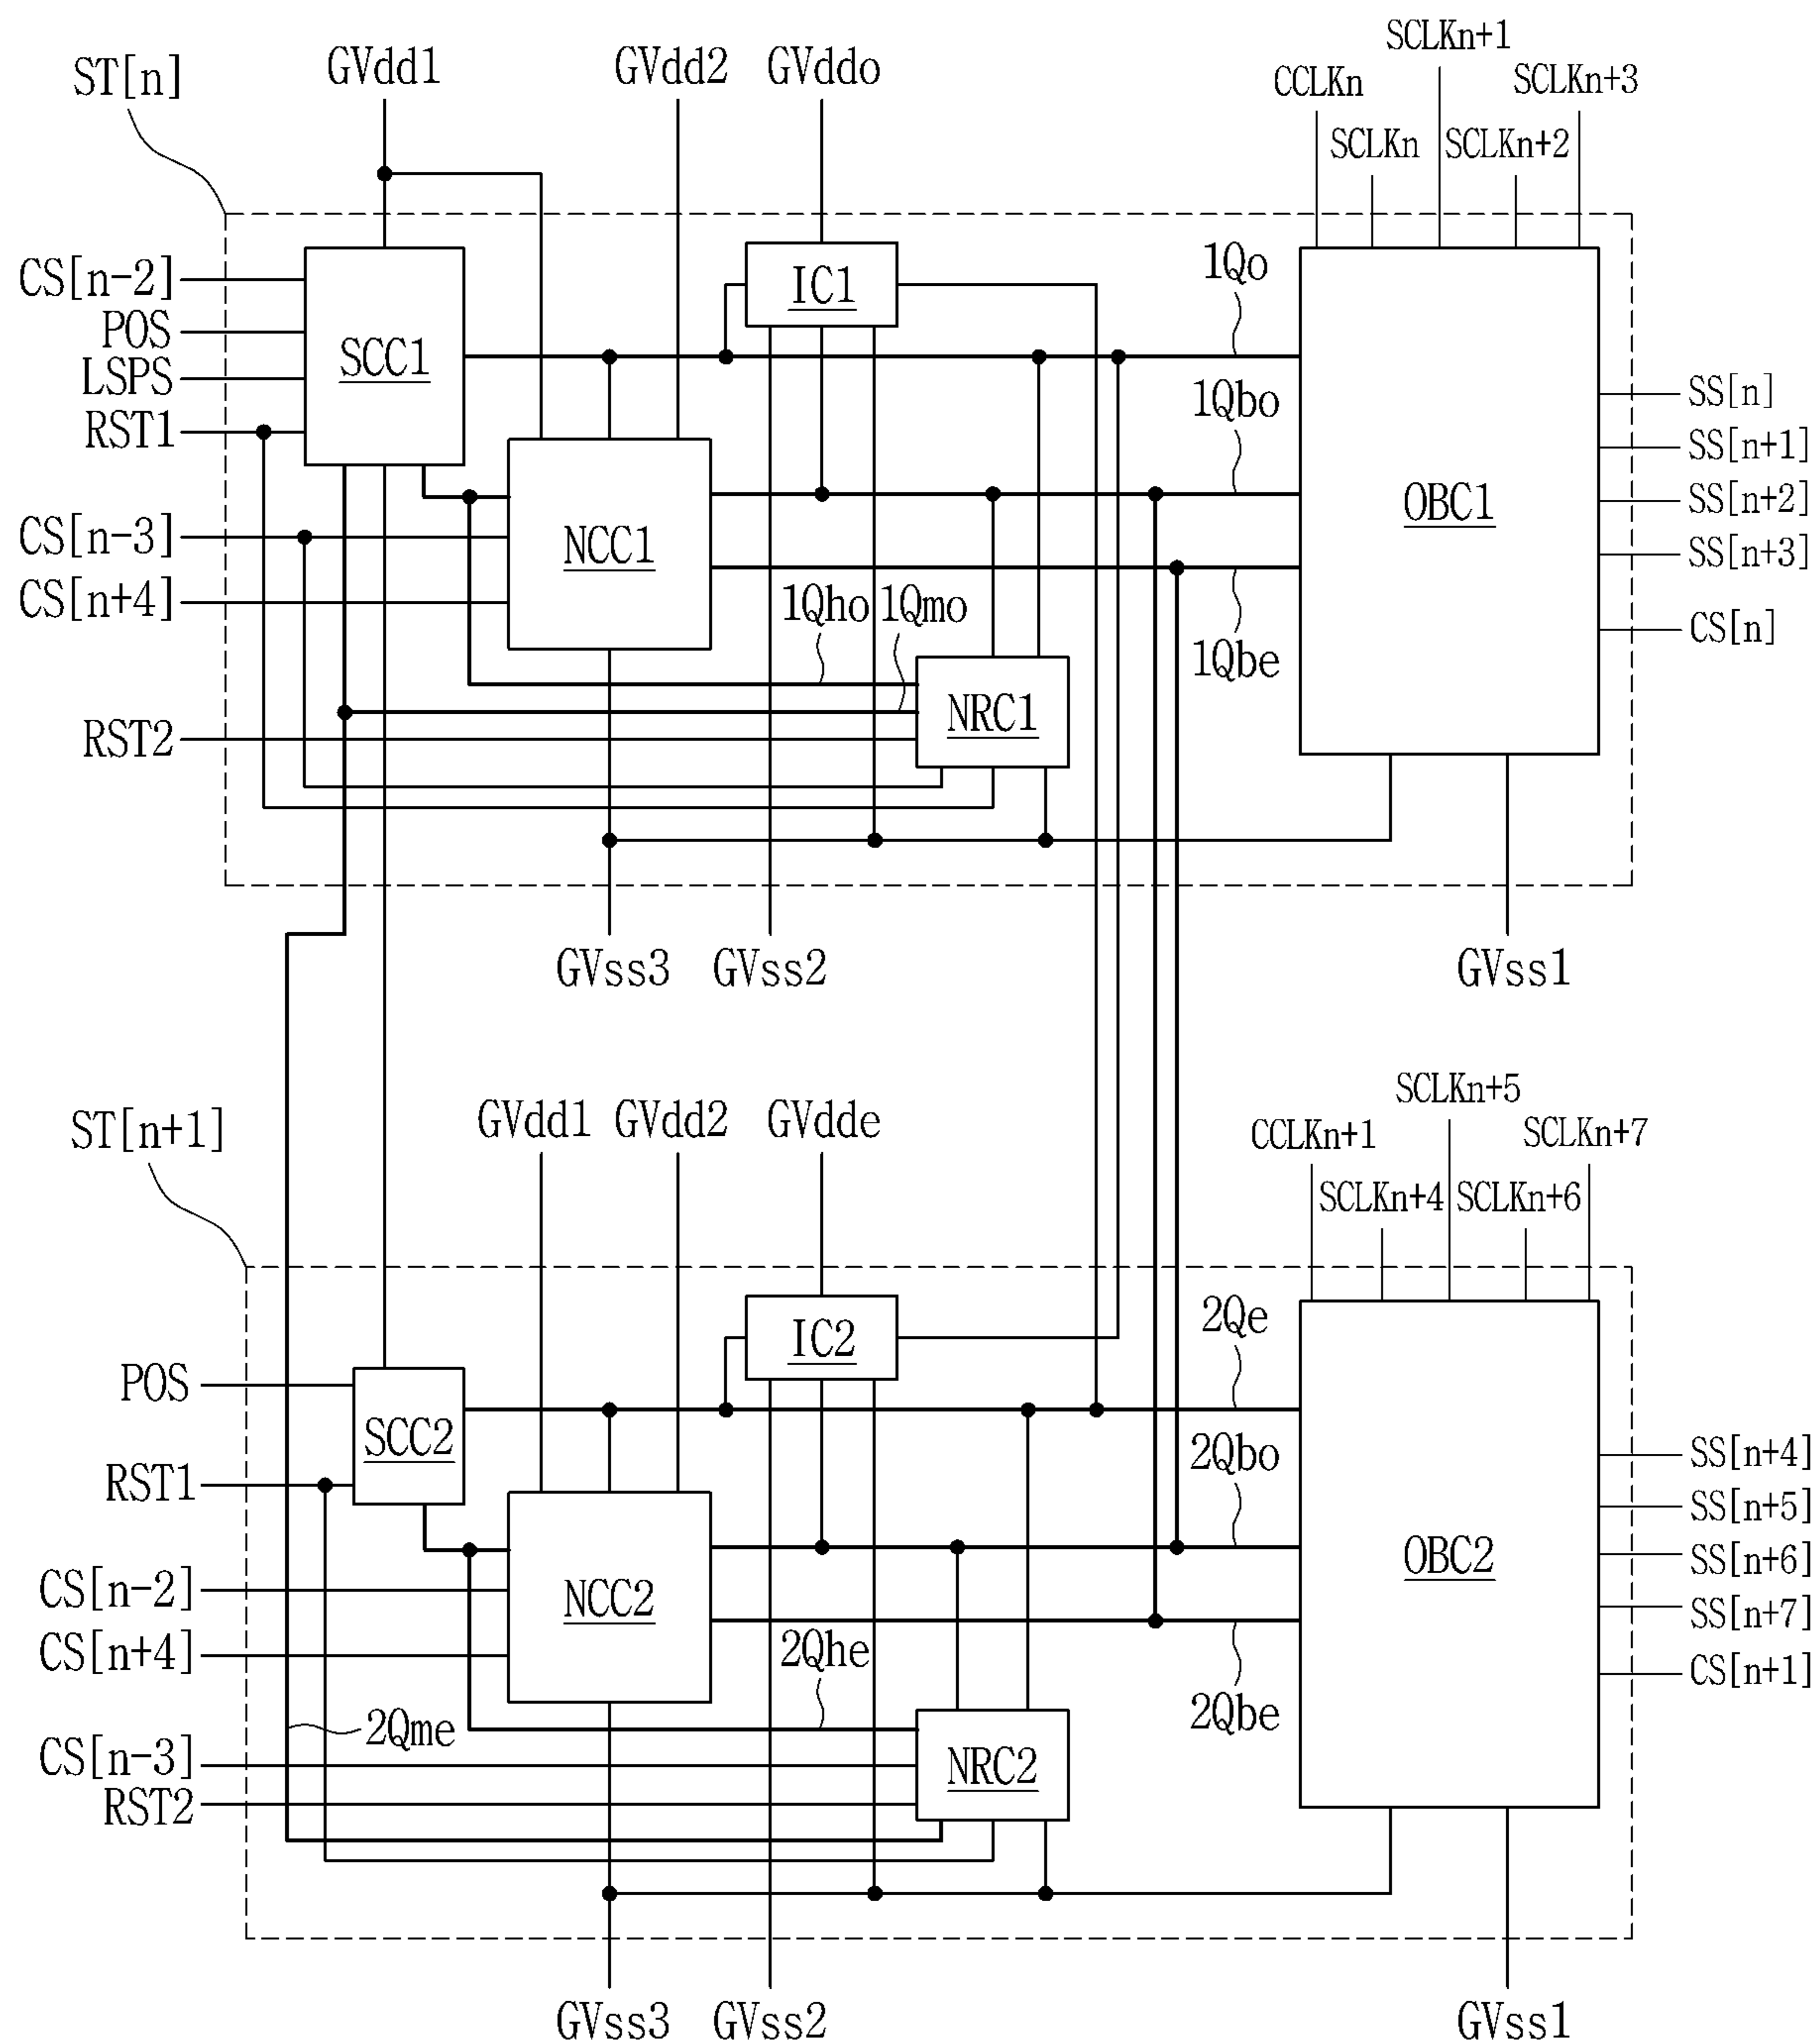 ST[n]
GVdd1
GVdd2
GVddo
CCLKn
SCLKn
SCLKn+1
SCLKn+2
SCLKn+3
CS[n-2]
POS
LSPS
RST1
CS[n-3]
CS[n+4]
RST2
SCC1
NCC1
IC1
NRC1
OBC1
1Qo
1Qbo
1Qbe
1Qho
1Qmo
SS[n]
SS[n+1]
SS[n+2]
SS[n+3]
CS[n]
GVss3
GVss2
GVss1
ST[n+1]
GVdd1
GVdd2
GVdde
CCLKn+1
SCLKn+4
SCLKn+5
SCLKn+6
SCLKn+7
POS
RST1
CS[n-2]
CS[n+4]
CS[n-3]
RST2
SCC2
NCC2
IC2
NRC2
OBC2
2Qe
2Qbo
2Qbe
2Qhe
2Qme
SS[n+4]
SS[n+5]
SS[n+6]
SS[n+7]
CS[n+1]
GVss3
GVss2
GVss1